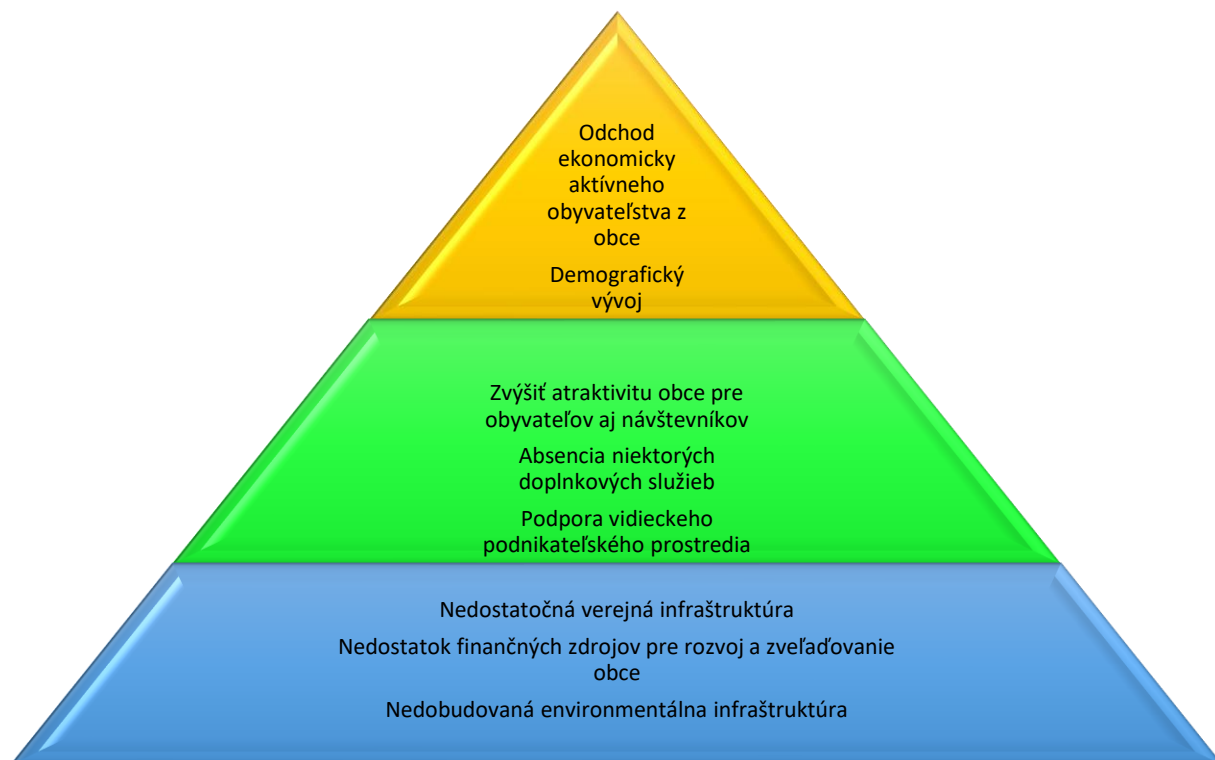 Odchod
ekonomicky
aktívneho
obyvateľstva z
obce
Demografický
vývoj
Zvýšiť atraktivitu obce pre
obyvateľov aj návštevníkov
Absencia niektorých
doplnkových služieb
Podpora vidieckeho
podnikateľského prostredia
Nedostatočná verejná infraštruktúra
Nedostatok finančných zdrojov pre rozvoj a zveľaďovanie
obce
Nedobudovaná environmentálna infraštruktúra